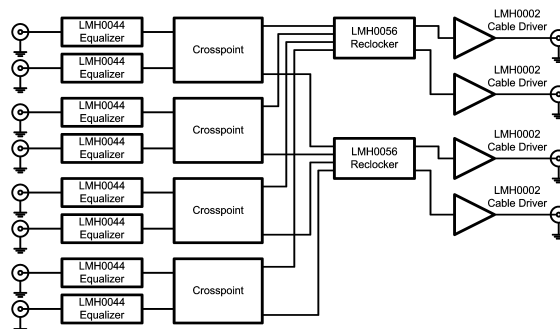 LMH0044
Equalizer
LMH0044
Equalizer
Crosspoint
LMH0044
Equalizer
LMH0044
Equalizer
Crosspoint
LMH0044
Equalizer
LMH0044
Equalizer
Crosspoint
LMH0044
Equalizer
LMH0044
Equalizer
Crosspoint
LMH0056
Reclocker
LMH0056
Reclocker
LMH0002
Cable Driver
LMH0002
Cable Driver
LMH0002
Cable Driver
LMH0002
Cable Driver